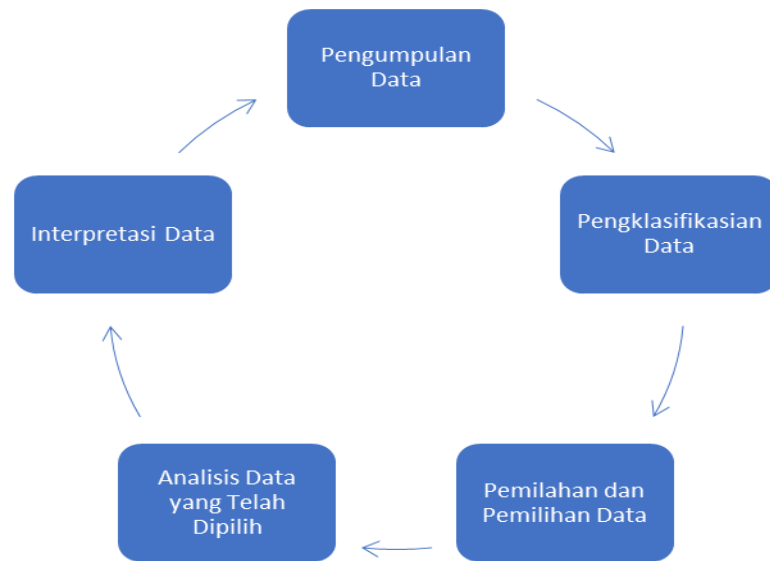 Pengumpulan
Data
Pengklasifikasian
Data
Pemilahan dan
Pemilihan Data
Analisis Data
yang Telah
Dipilih
Interpretasi Data